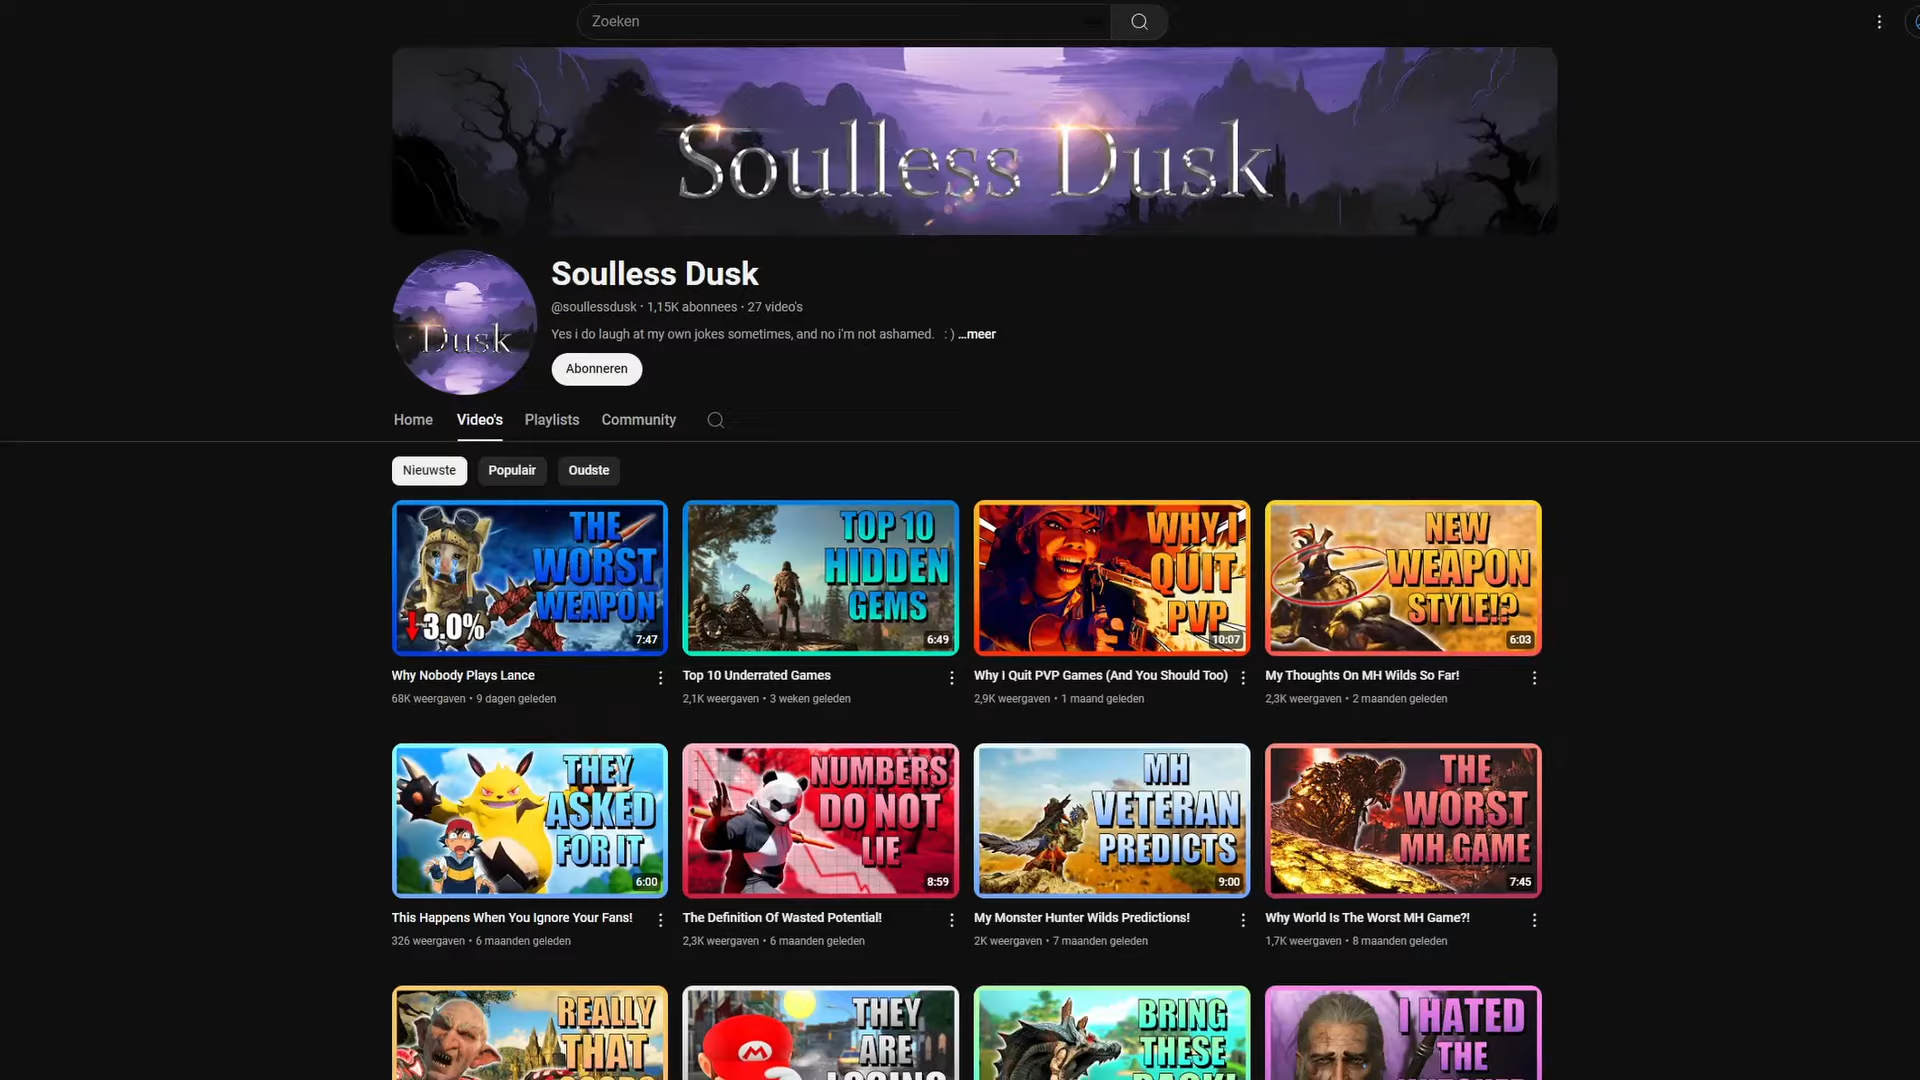 Zoeken
Soulless Dusk
Dusk
Soulless Dusk
@soullessdusk · 1,15K abonnees · 27 video's
Yes i do laugh at my own jokes sometimes, and no i'm not ashamed. : ) ...meer
Abonneren
Home Video's Playlists Community
Nieuwste Populair Oudste
THE
WORST
WEAPON
3.0%
7:47
TOP 10
HIDDEN
GEMS
6:49
WHY I
QUIT
PVP
10:07
NEW
WEAPON
STYLE!?
6:03
Why Nobody Plays Lance
68K weergaven • 9 dagen geleden
Top 10 Underrated Games
2,1K weergaven • 3 weken geleden
Why I Quit PVP Games (And You Should Too)
2,9K weergaven • 1 maand geleden
My Thoughts On MH Wilds So Far!
2,3K weergaven • 2 maanden geleden
THEY
ASKED
FOR IT
6:00
NUMBERS
DO NOT
LIE
8:59
MH
VETERAN
PREDICTS
9:00
THE
WORST
MH GAME
7:45
This Happens When You Ignore Your Fans!
326 weergaven • 6 maanden geleden
The Definition Of Wasted Potential!
2,3K weergaven • 6 maanden geleden
My Monster Hunter Wilds Predictions!
2K weergaven • 7 maanden geleden
Why World Is The Worst MH Game?!
1,7K weergaven • 8 maanden geleden
REALLY
THAT
THEY
ARE
LOSING
M
BRING
THESE
BACK!
I HATED
THE